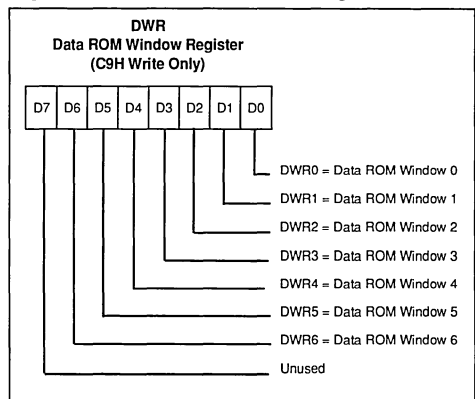 DWR
Data ROM Window Register
(C9H Write Only)
D7 D6 D5 D4 D3 D2 D1 D0
DWR0 = Data ROM Window 0
DWR1 = Data ROM Window 1
DWR2 = Data ROM Window 2
DWR3 = Data ROM Window 3
DWR4 = Data ROM Window 4
DWR5 = Data ROM Window 5
DWR6 = Data ROM Window 6
Unused